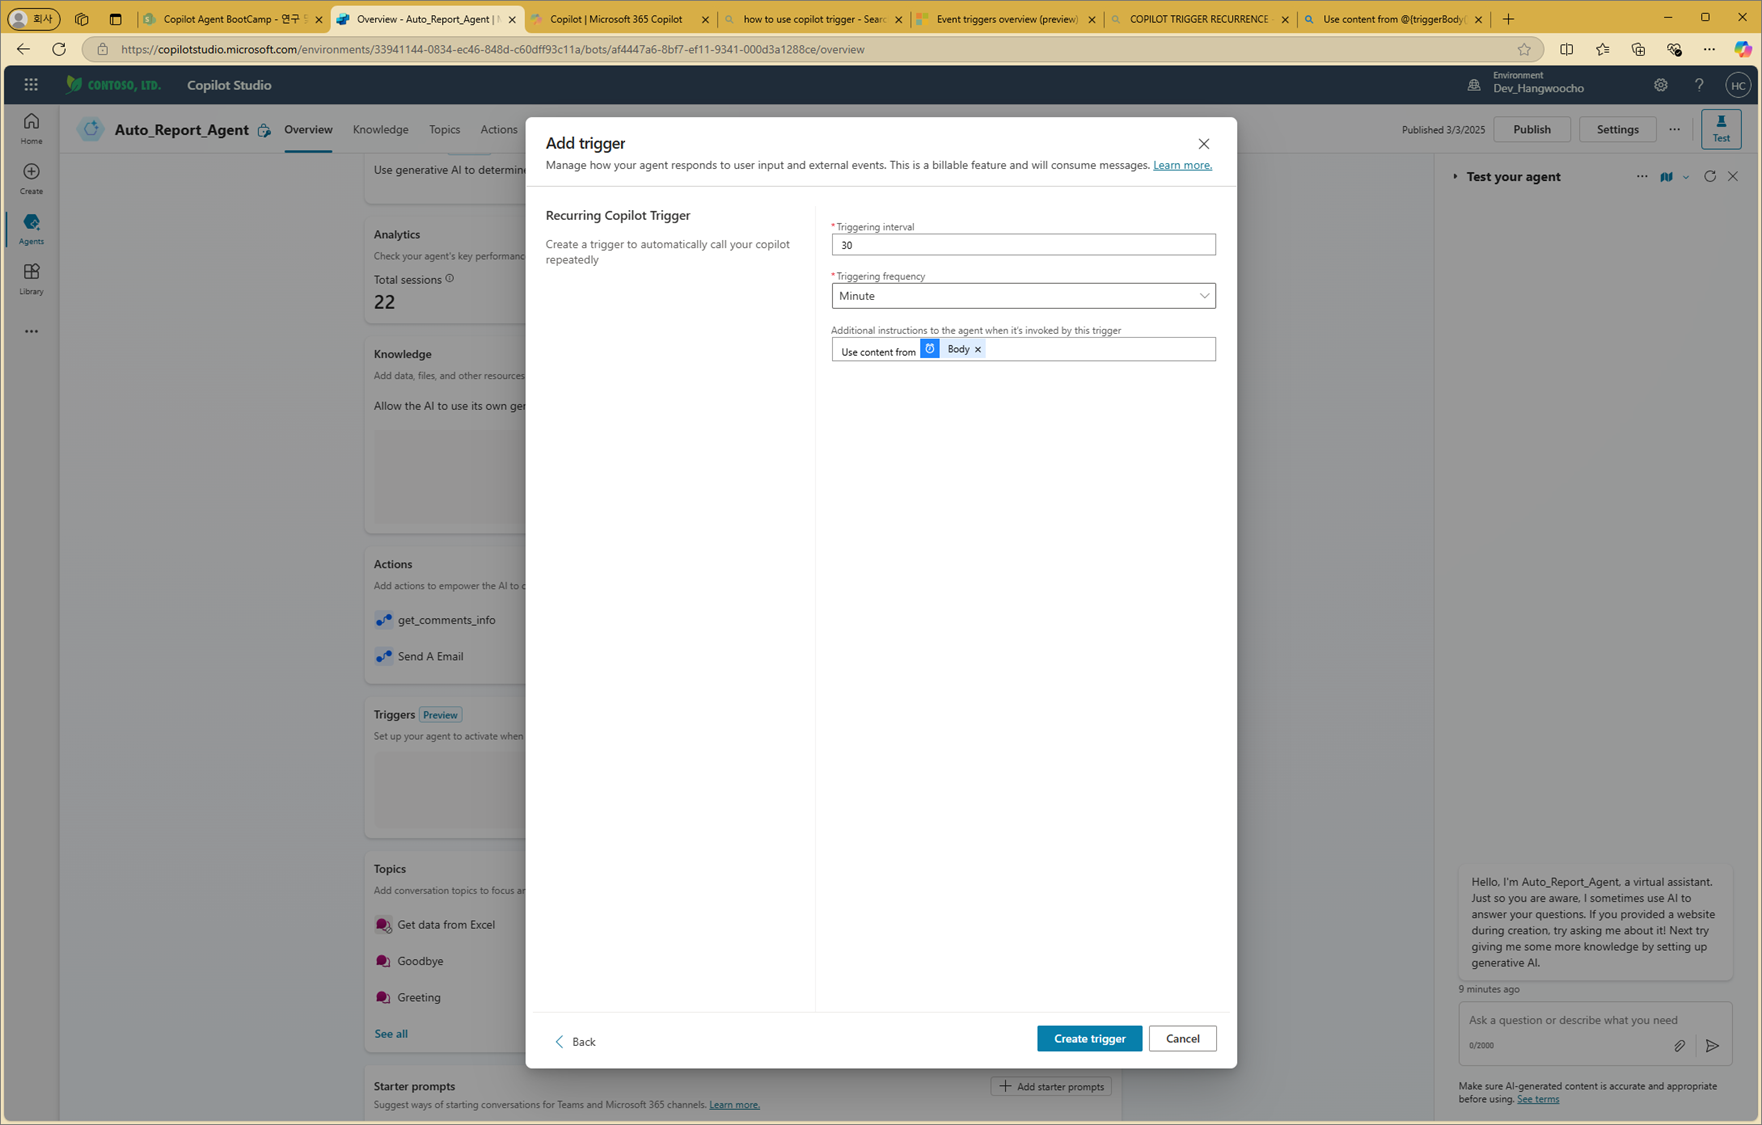 회사
Copilot Agent BootCamp - 연구
Overview - Auto_Report_Agent | M
Copilot | Microsoft 365 Copilot
how to use copilot trigger - Searc
Event triggers overview (preview)
COPILOT TRIGGER RECURRENCE
Use content from @{triggerBody(
https://copilotstudio.microsoft.com/environments/33941144-0834-ec46-848d-c60dff93c11a/bots/af4447a6-8bf7-ef11-9341-000d3a1288ce/overview
CONTOSO, LTD.
Copilot Studio
Environment
Dev_Hangwoocho
HC
Home
Create
Agents
Library
Auto_Report_Agent
Overview
Knowledge
Topics
Actions
Published 3/3/2025
Publish
Settings
Test
Use generative AI to determine
Analytics
Check your agent's key performance
Total sessions
22
Knowledge
Add data, files, and other resources
Allow the AI to use its own gen
Actions
Add actions to empower the AI to c
get_comments_info
Send A Email
Triggers Preview
Set up your agent to activate when
Topics
Add conversation topics to focus an
Get data from Excel
Goodbye
Greeting
See all
Starter prompts
Suggest ways of starting conversations for Teams and Microsoft 365 channels. Learn more.
Add starter prompts
Add trigger
Manage how your agent responds to user input and external events. This is a billable feature and will consume messages. Learn more.
Recurring Copilot Trigger
Create a trigger to automatically call your copilot
repeatedly
*Triggering interval
30
*Triggering frequency
Minute
Additional instructions to the agent when it's invoked by this trigger
Use content from Body
Back
Create trigger
Cancel
Test your agent
Hello, I'm Auto_Report_Agent, a virtual assistant.
Just so you are aware, I sometimes use AI to
answer your questions. If you provided a website
during creation, try asking me about it! Next try
giving me some more knowledge by setting up
generative AI.
9 minutes ago
Ask a question or describe what you need
0/2000
Make sure AI-generated content is accurate and appropriate
before using. See terms